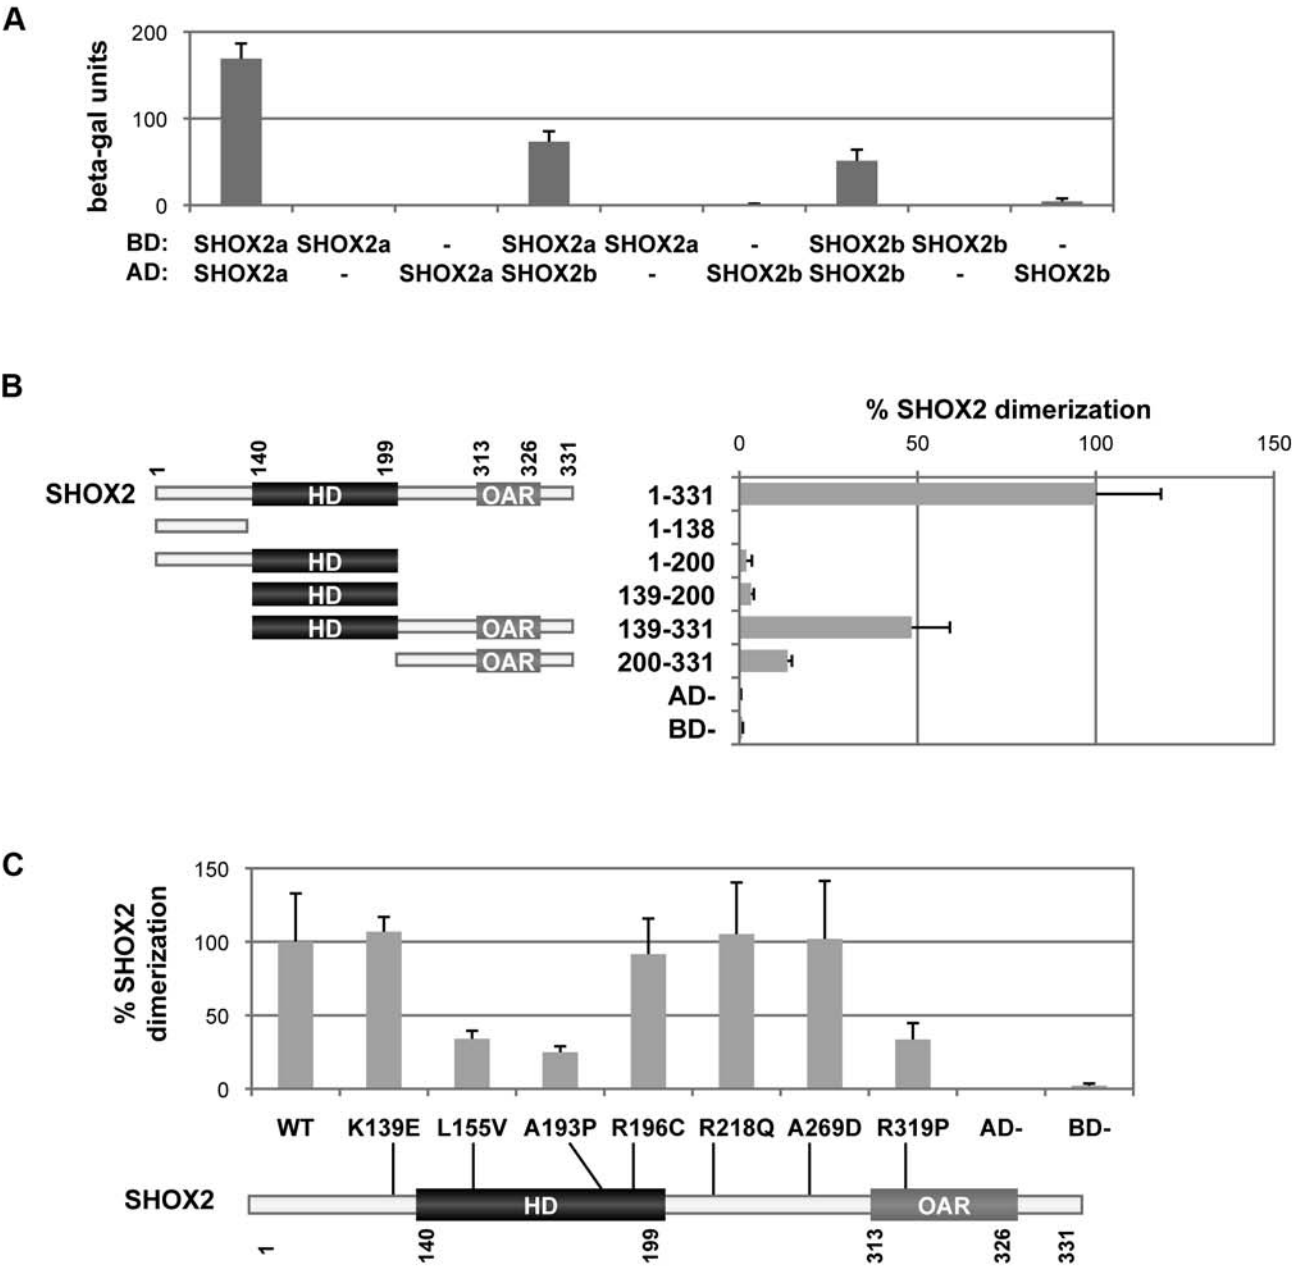 A
beta-gal units
200
100
0
BD: SHOX2a SHOX2a - SHOX2a SHOX2a - SHOX2b SHOX2b -
AD: SHOX2a - SHOX2a SHOX2b - SHOX2b SHOX2b - SHOX2b
B
% SHOX2 dimerization
0 50 100 150
1 140 199 313 326 331
SHOX2 HD OAR 1-331
1-138
HD 1-200
HD 139-200
HD OAR 139-331
OAR 200-331
AD-
BD-
C
% SHOX2
dimerization
150
100
50
0
WT K139E L155V A193P R196C R218Q A269D R319P AD- BD-
SHOX2 HD OAR
1 140 199 313 326 331